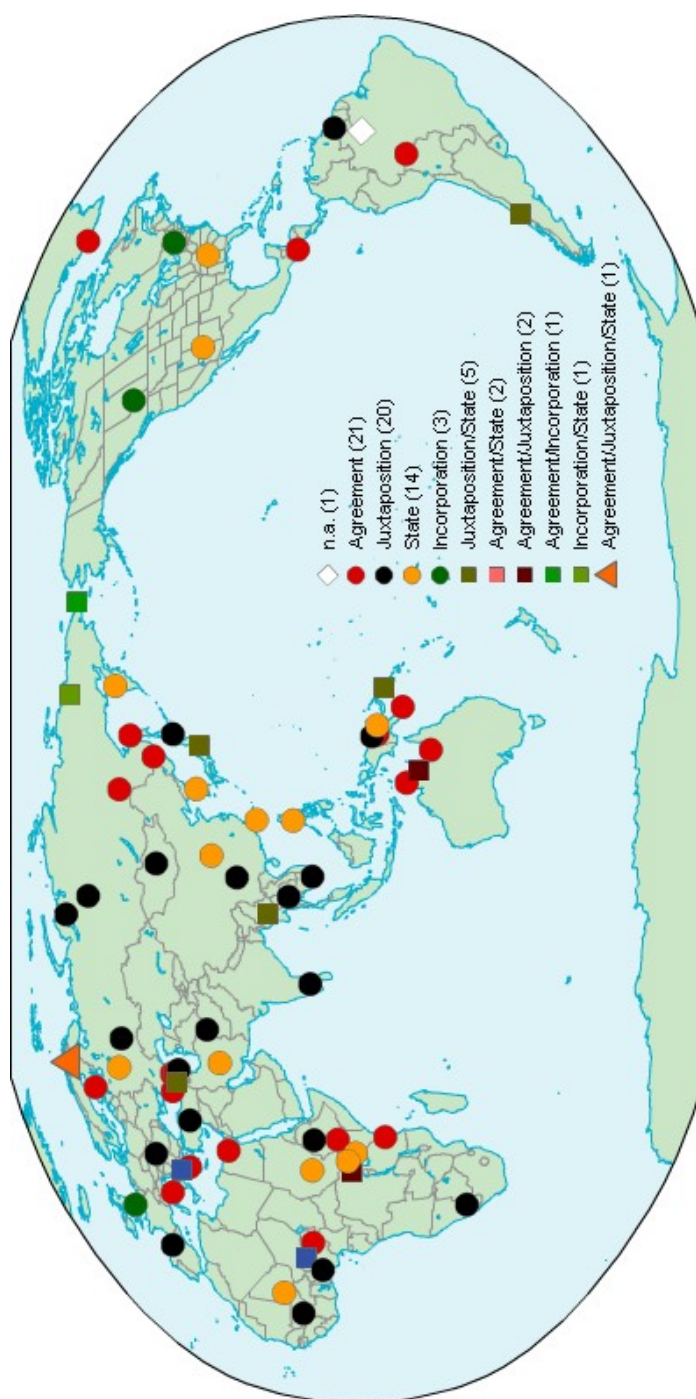 n.a. (1)
Agreement (21)
Juxtaposition (20)
State (14)
Incorporation (3)
Juxtaposition/State (5)
Agreement/State (2)
Agreement/Juxtaposition (2)
Agreement/Incorporation (1)
Incorporation/State (1)
Agreement/Juxtaposition/State (1)